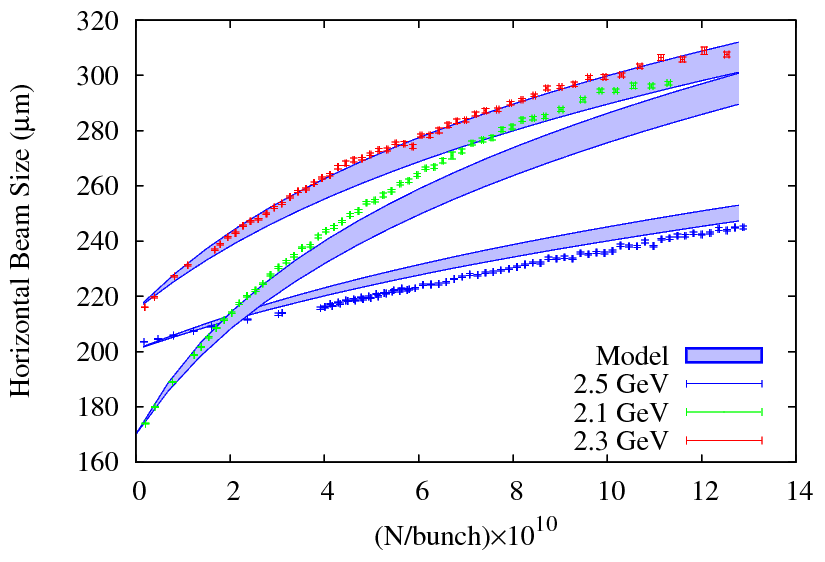 Horizontal Beam Size (μm)
320
300
280
260
240
220
200
180
160
Model
2.5 GeV
2.1 GeV
2.3 GeV
0 2 4 6 8 10 12 14
(N/bunch)×10^10